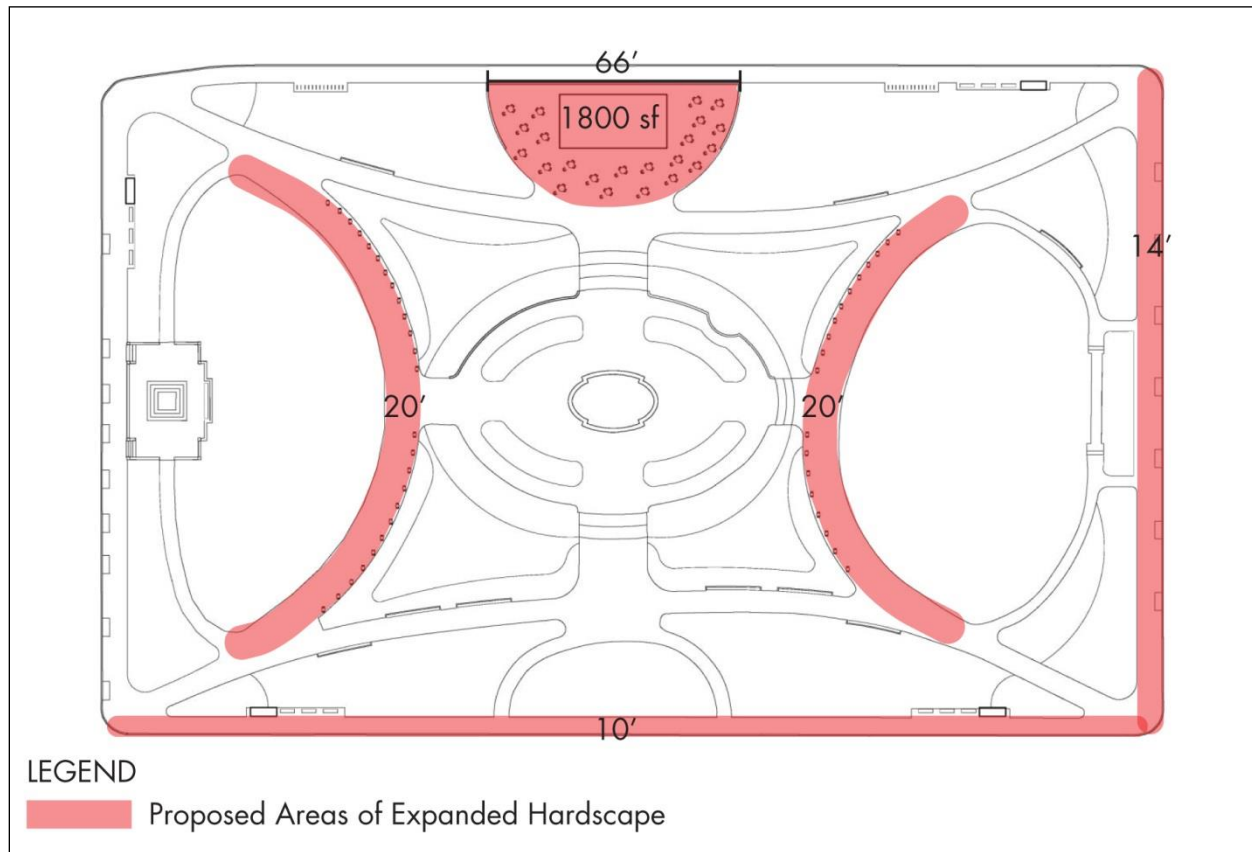 66’
1800 sf
14’
20’
20’
10’
LEGEND
Proposed Areas of Expanded Hardscape